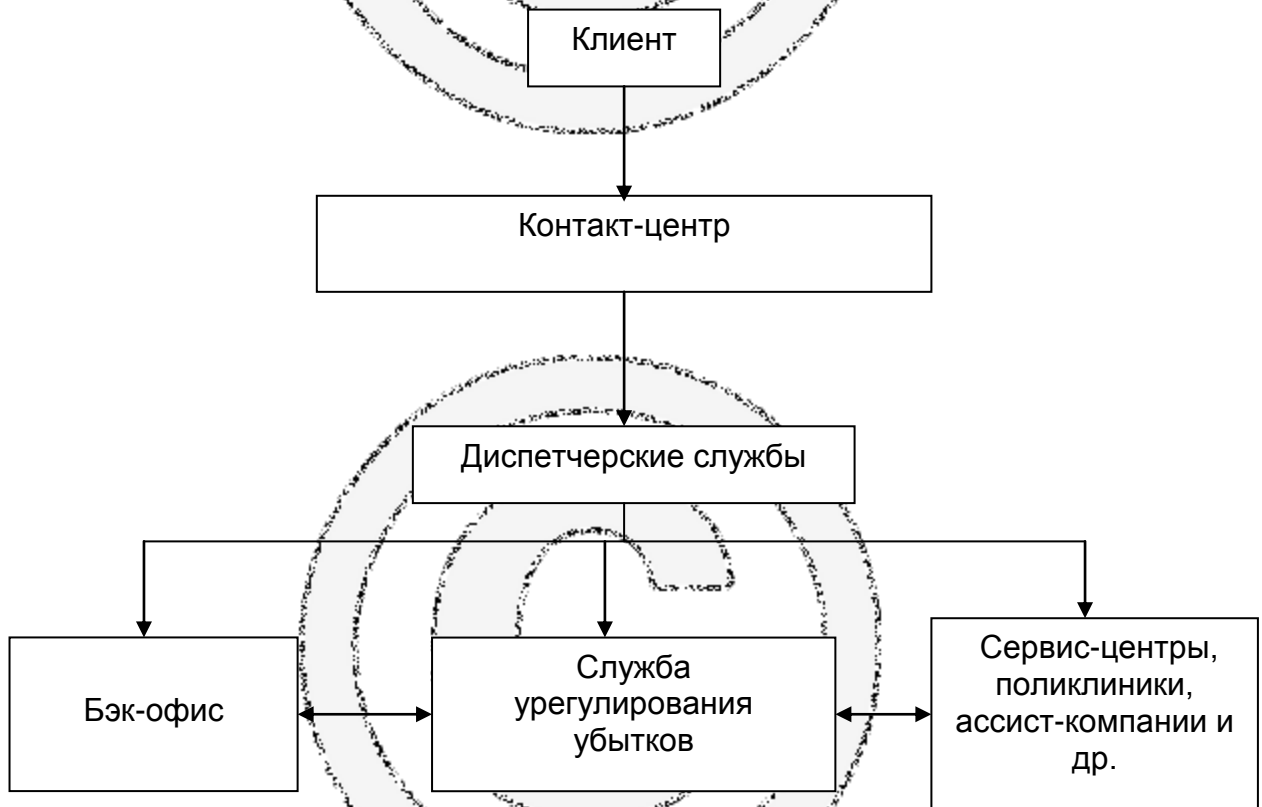 Клиент
Контакт-центр
Диспетчерские службы
Бэк-офис
Служба
урегулирования
убытков
Сервис-центры,
поликлиники,
ассист-компании и
др.